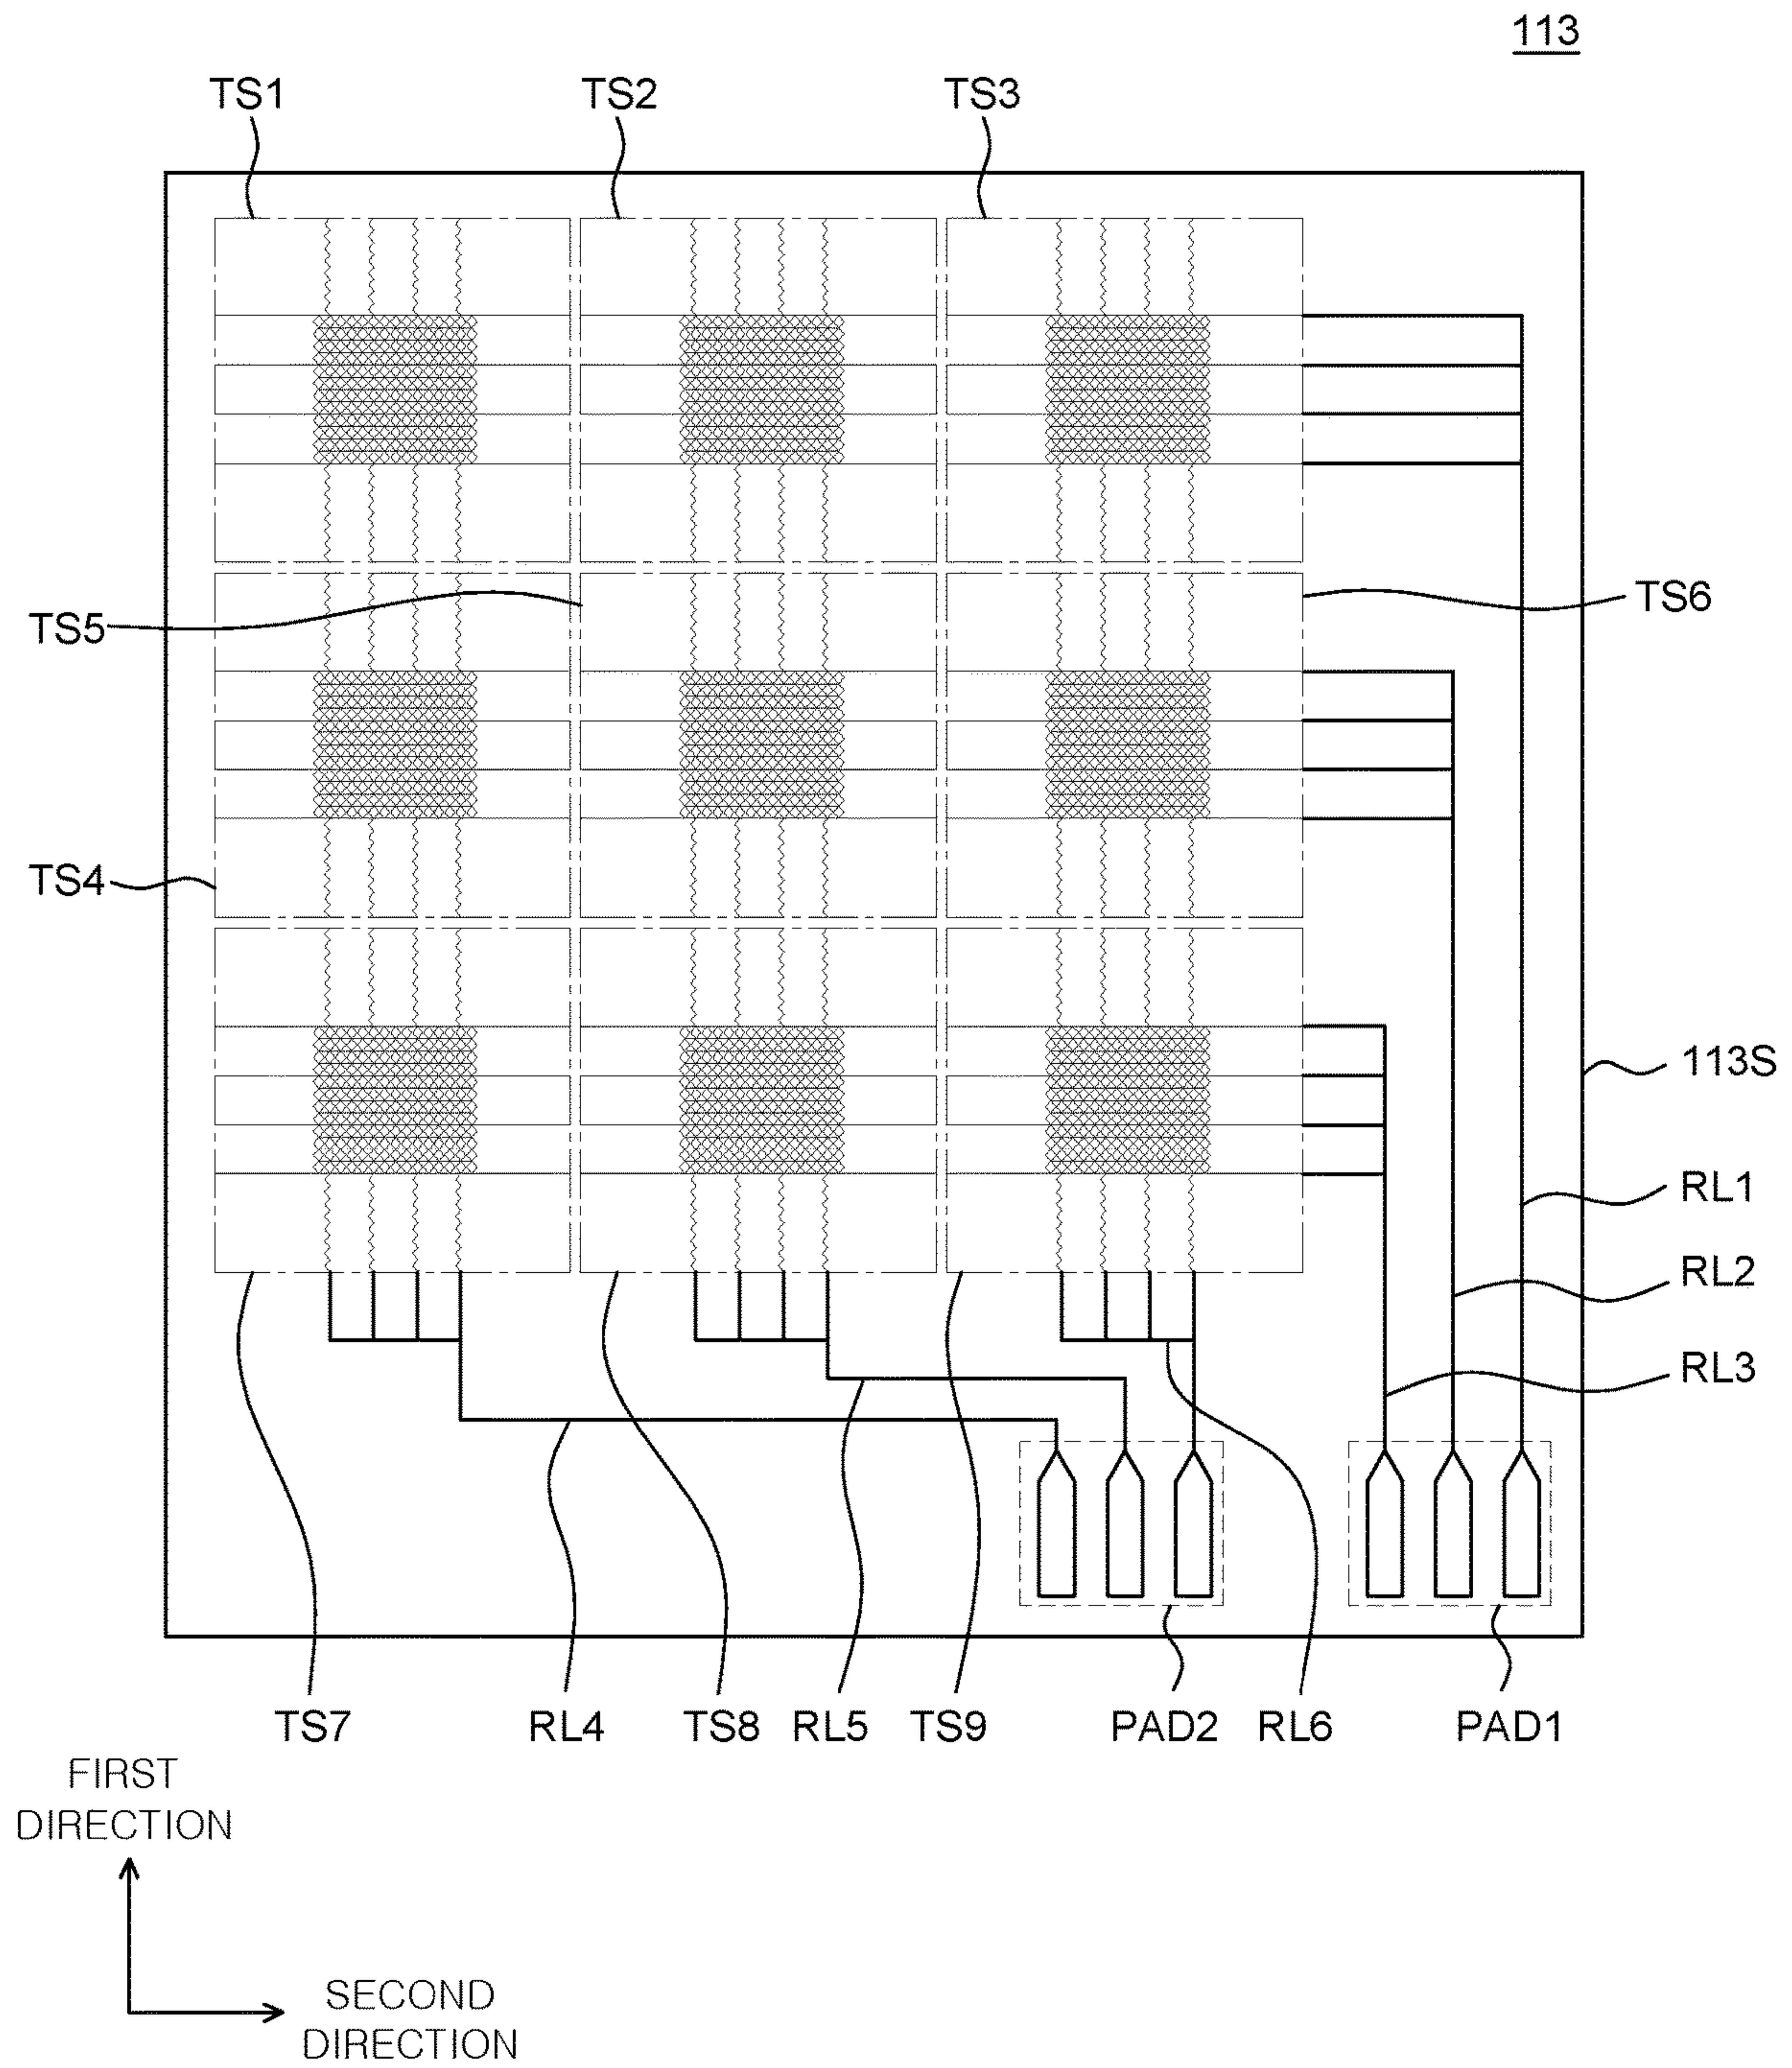 113
TS1 TS2 TS3
TS5 TS6
TS4
113S
RL1
RL2
RL3
TS7 RL4 TS8 RL5 TS9 PAD2 RL6 PAD1
FIRST
DIRECTION
SECOND
DIRECTION